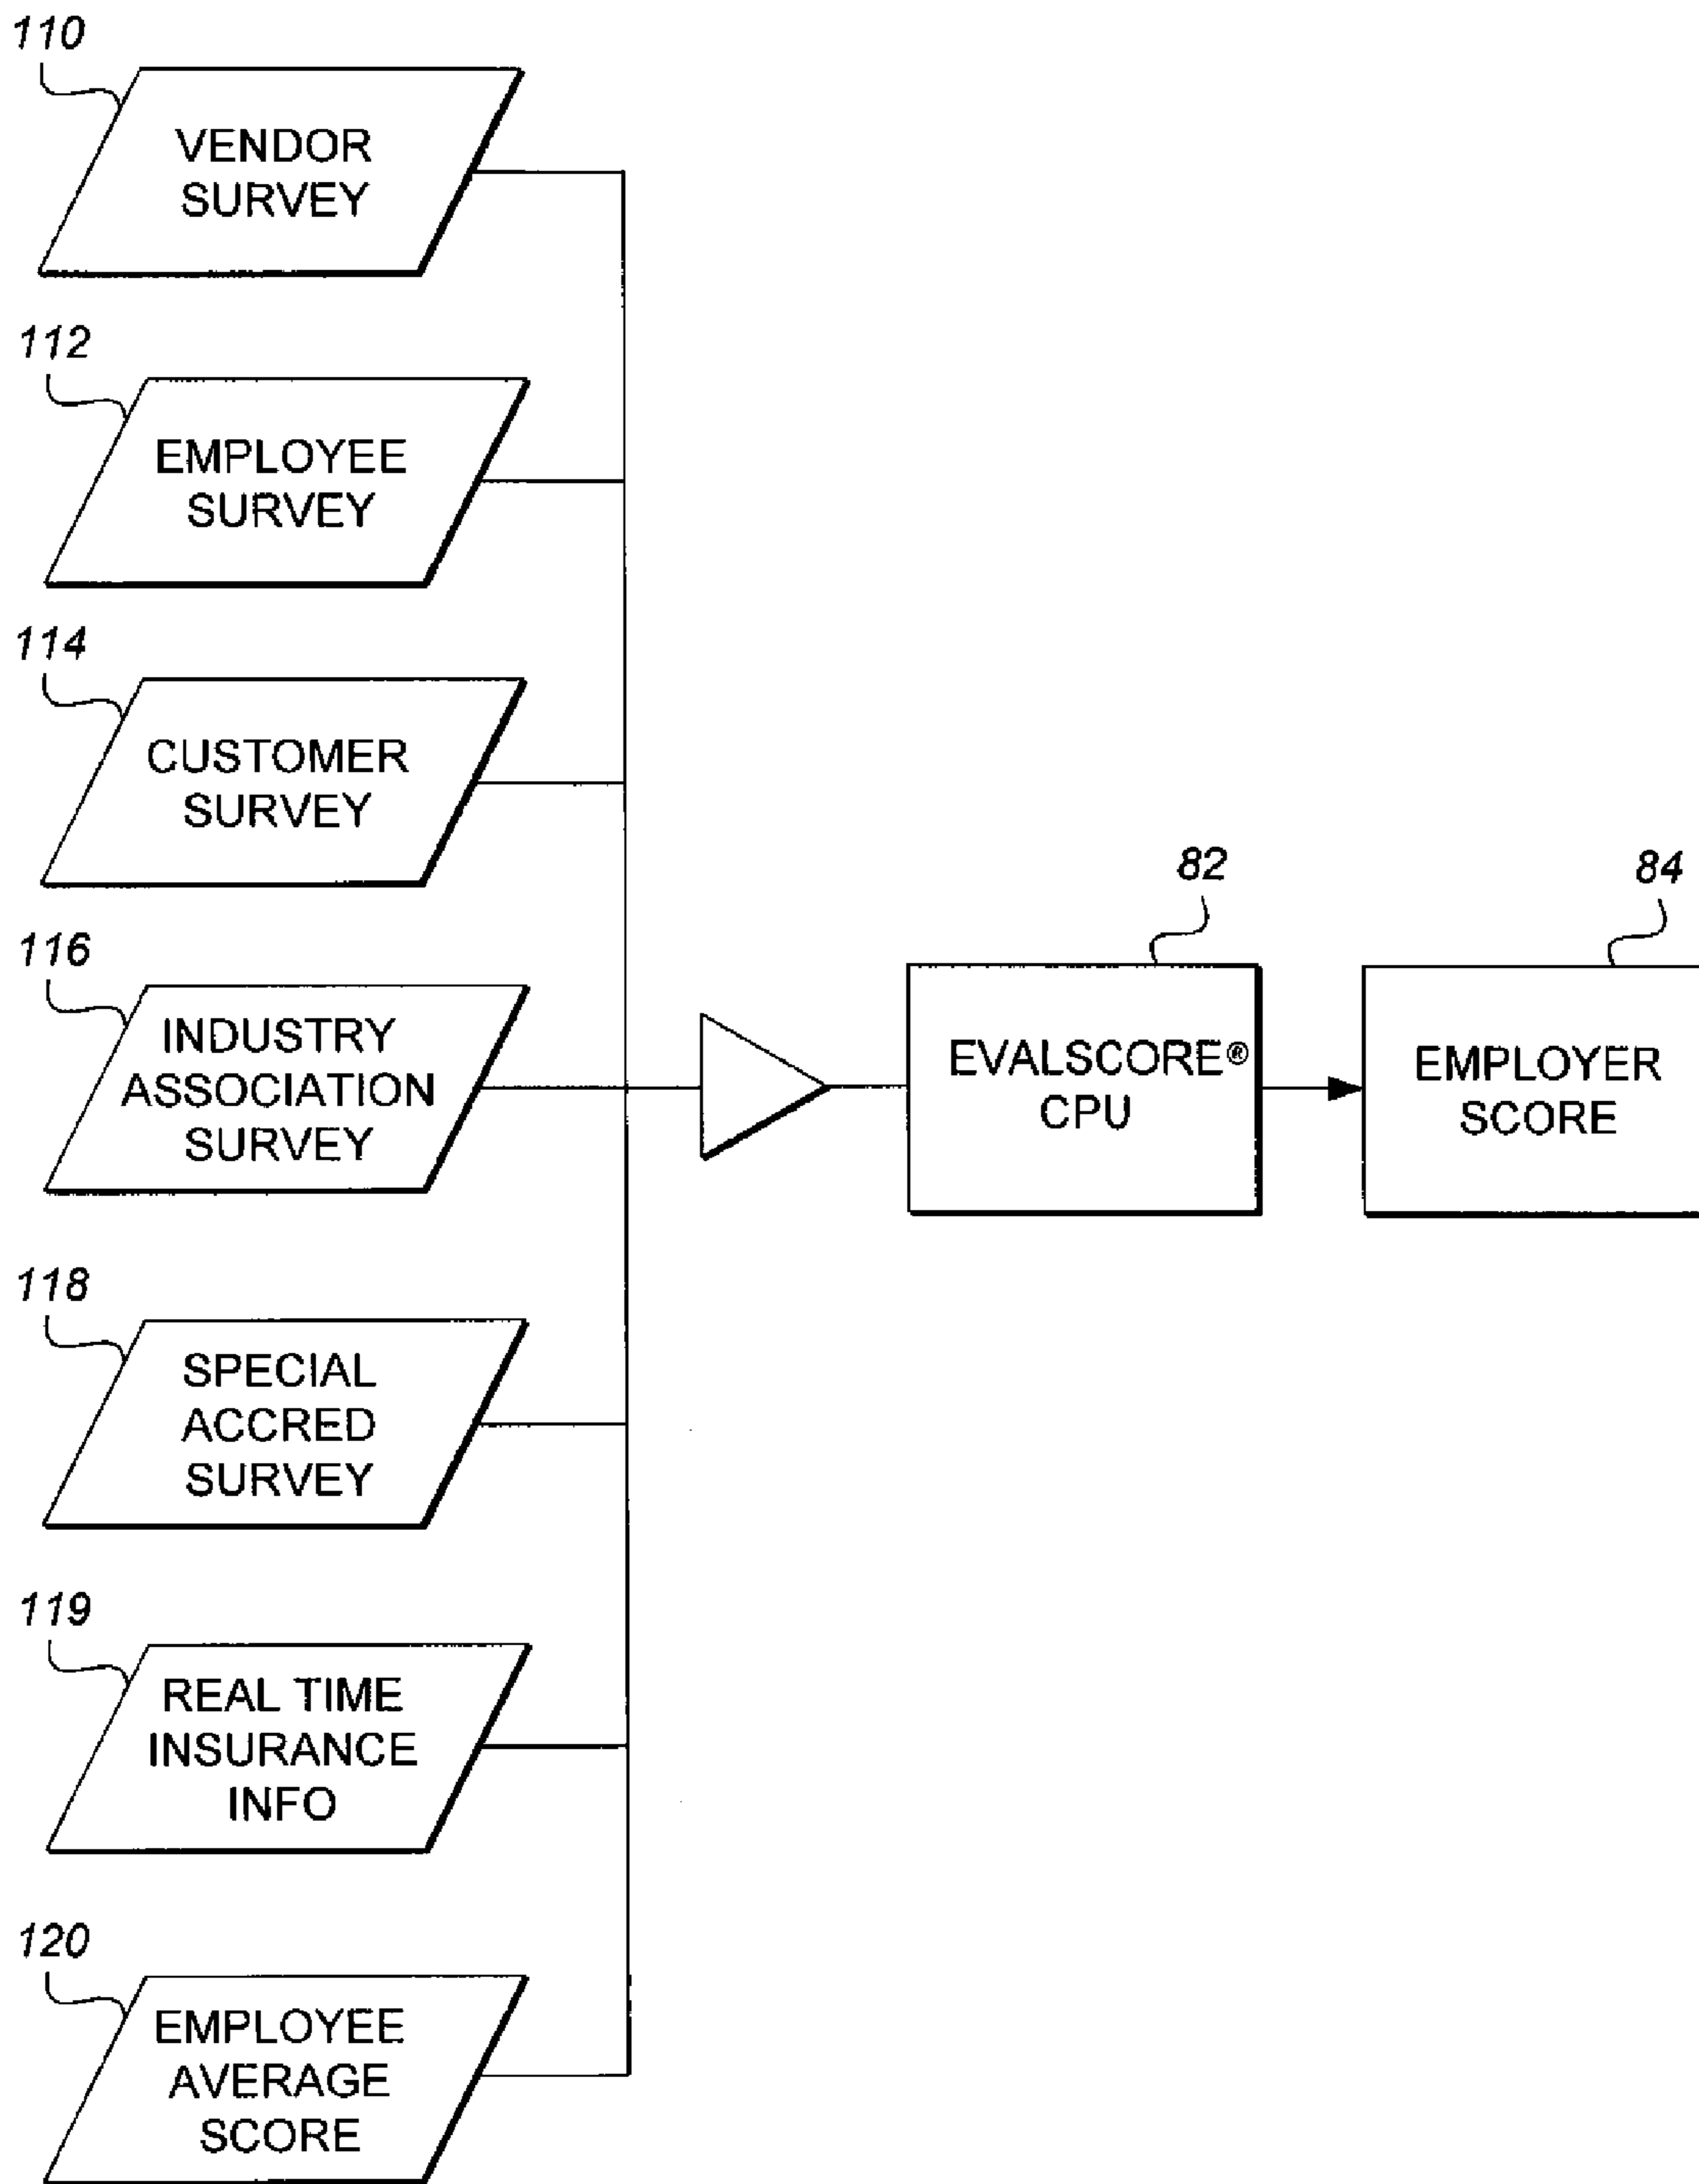 110
VENDOR
SURVEY
112
EMPLOYEE
SURVEY
114
CUSTOMER
SURVEY
116
INDUSTRY
ASSOCIATION
SURVEY
118
SPECIAL
ACCRED
SURVEY
119
REAL TIME
INSURANCE
INFO
120
EMPLOYEE
AVERAGE
SCORE
82
EVALSCORE®
CPU
84
EMPLOYER
SCORE